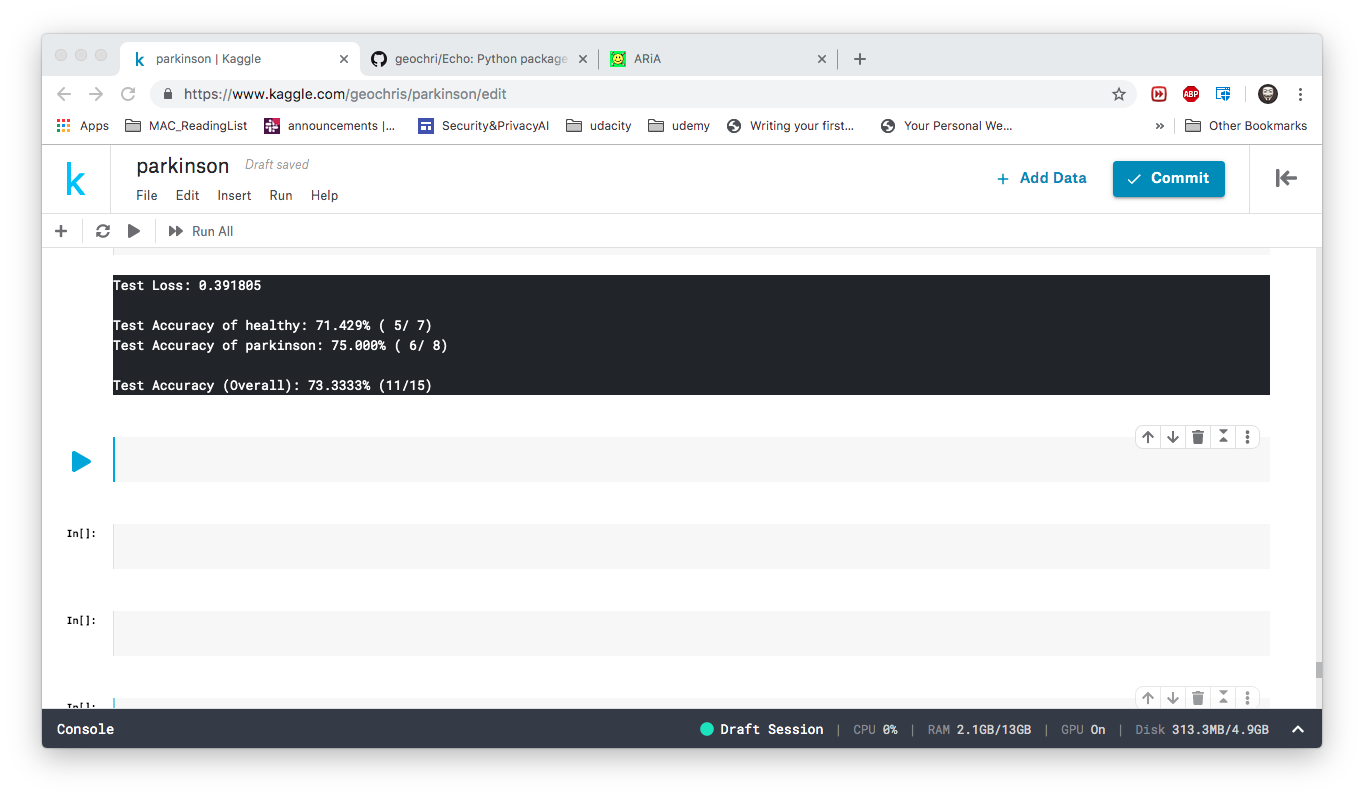 parkinson | Kaggle
geochri/Echo: Python package
ARiA
https://www.kaggle.com/geochris/parkinson/edit
ABP
Apps MAC_ReadingList announcements |... Security&PrivacyAI udacity udemy Writing your first... Your Personal We... » Other Bookmarks
k parkinson Draft saved
File Edit Insert Run Help
+ Add Data Commit
Run All
Test Loss: 0.391805
Test Accuracy of healthy: 71.429% ( 5/ 7)
Test Accuracy of parkinson: 75.000% ( 6/ 8)
Test Accuracy (Overall): 73.3333% (11/15)
In[]:
In[]:
In[]:
Console Draft Session | CPU 0% | RAM 2.1GB/13GB | GPU On | Disk 313.3MB/4.9GB